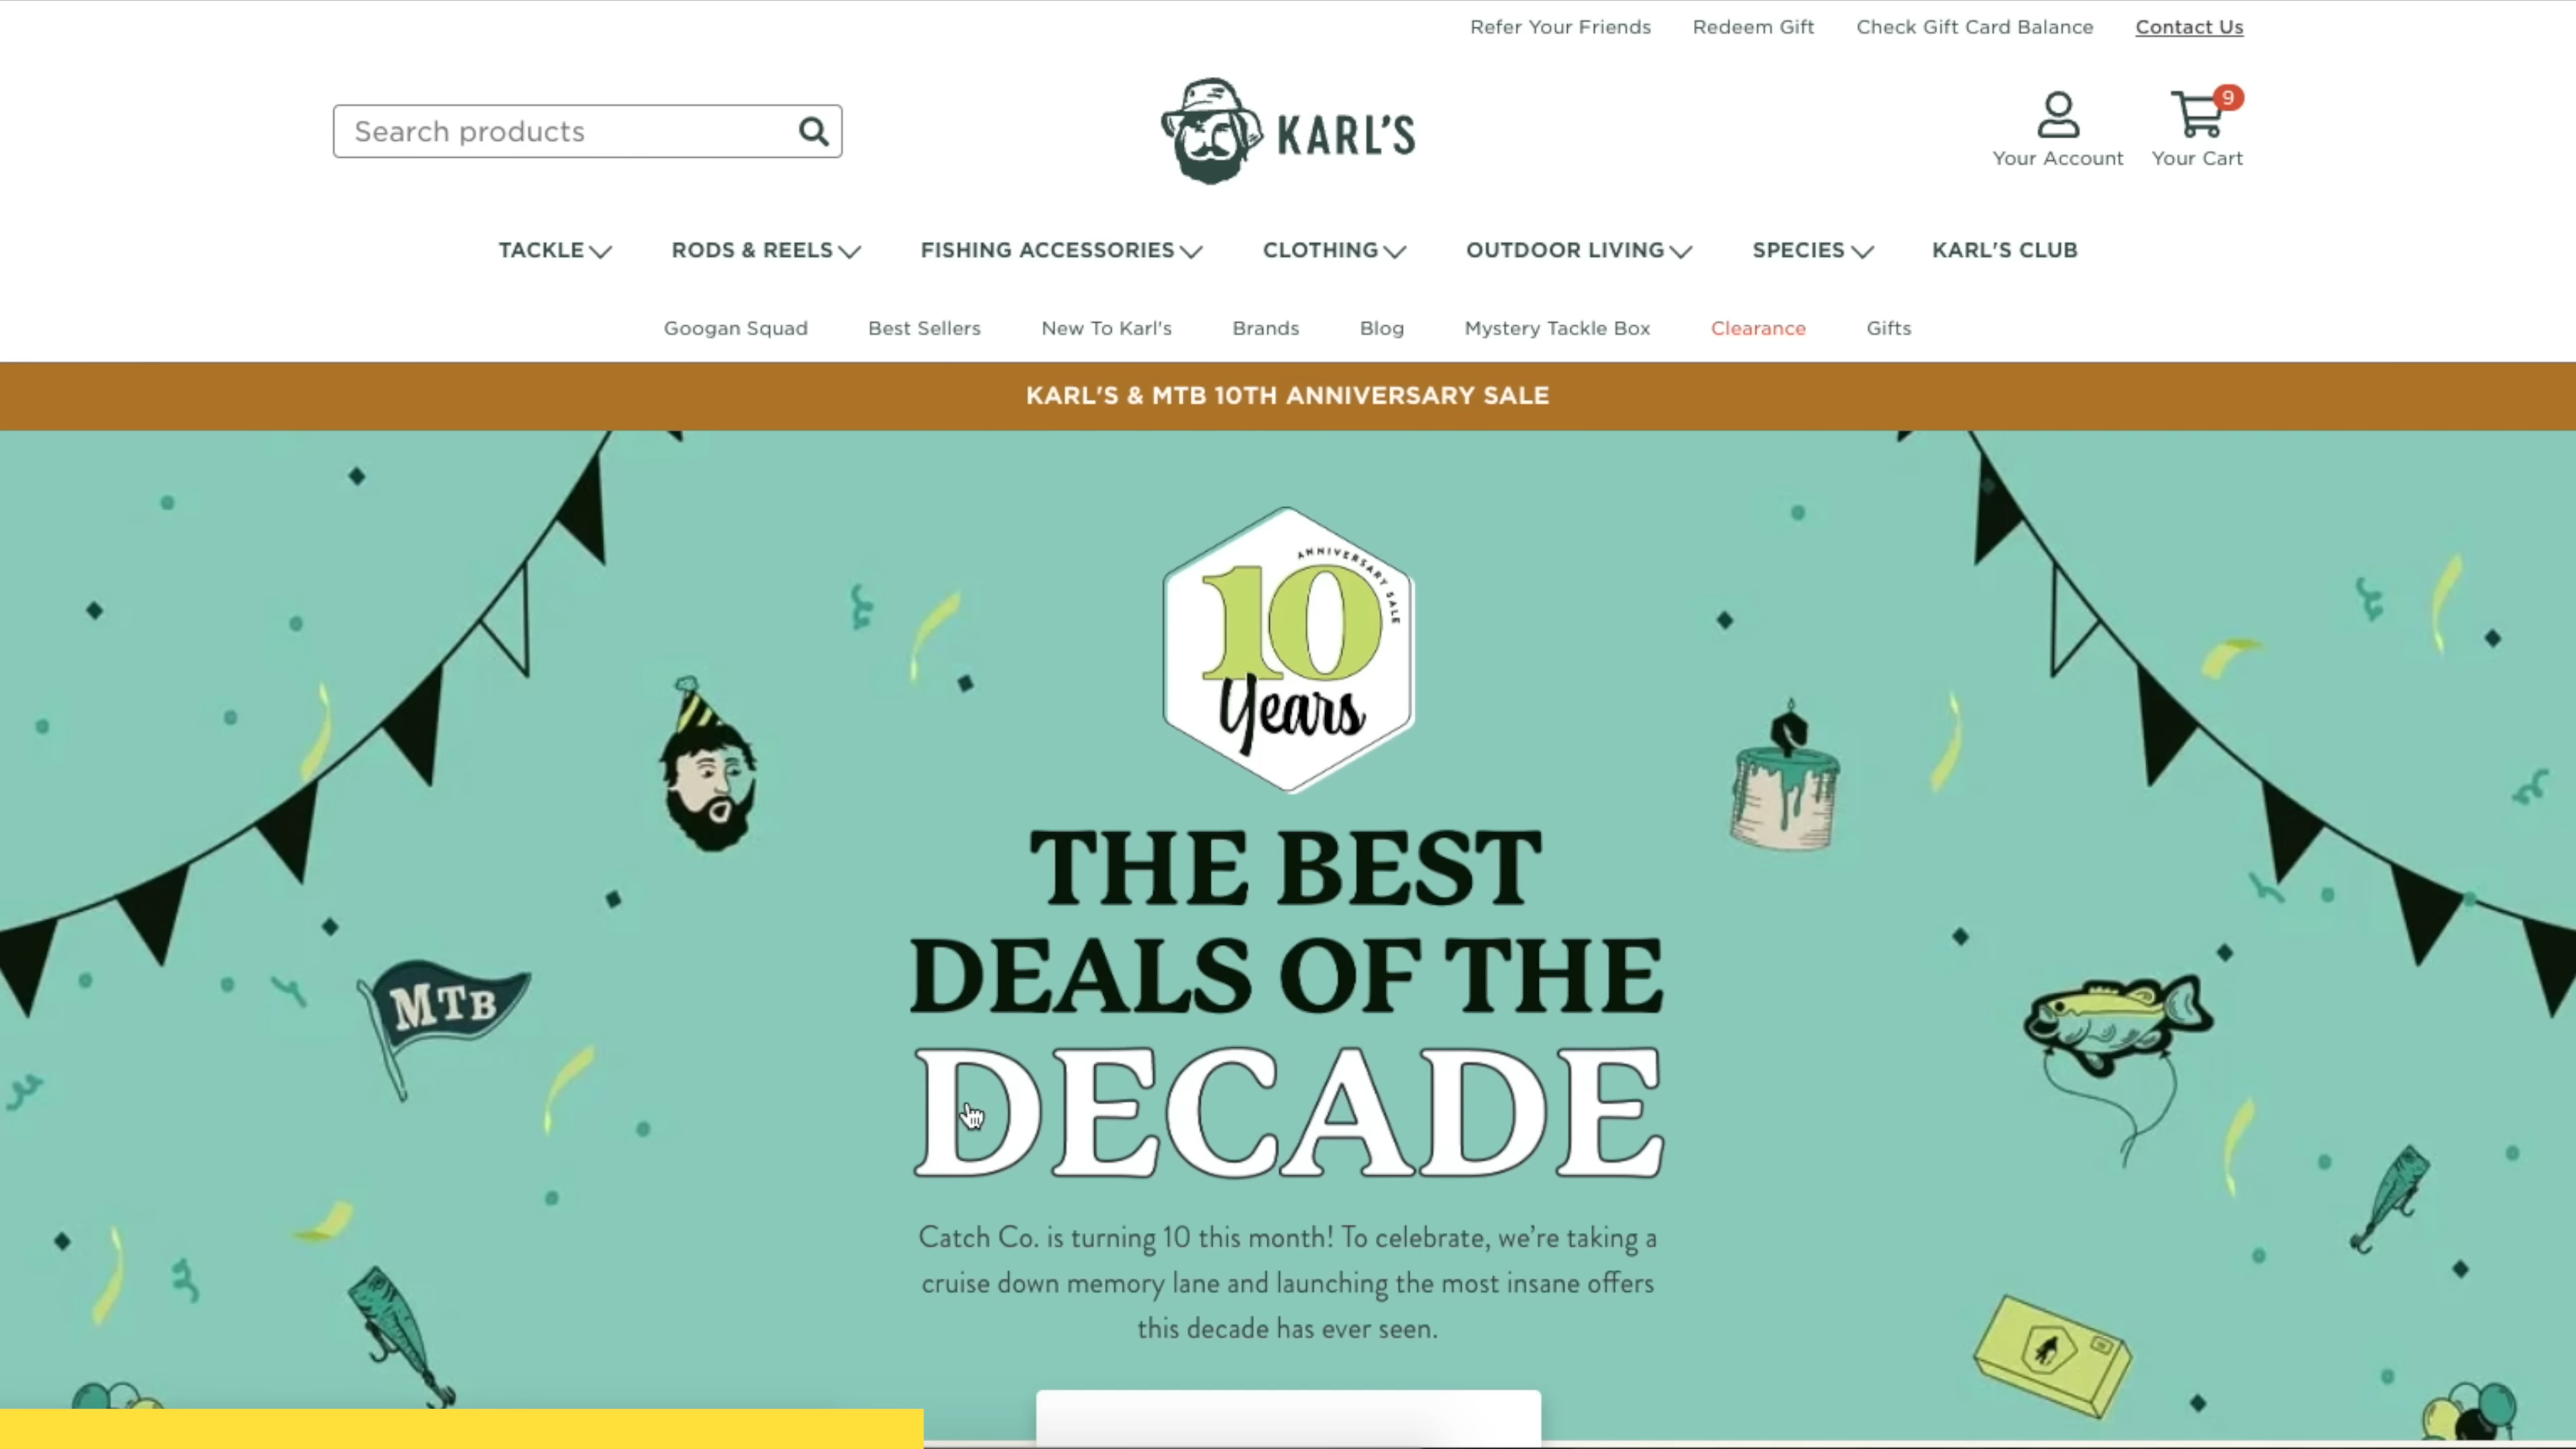 Refer Your Friends Redeem Gift Check Gift Card Balance Contact Us
Search products
KARL'S
9
Your Account Your Cart
TACKLE RODS & REELS FISHING ACCESSORIES CLOTHING OUTDOOR LIVING SPECIES KARL'S CLUB
Googan Squad Best Sellers New To Karl's Brands Blog Mystery Tackle Box Clearance Gifts
KARL'S & MTB 10TH ANNIVERSARY SALE
ANNIVERSARY SALE
10
Years
THE BEST
DEALS OF THE
DECADE
MTB
Catch Co. is turning 10 this month! To celebrate, we're taking a
cruise down memory lane and launching the most insane offers
this decade has ever seen.